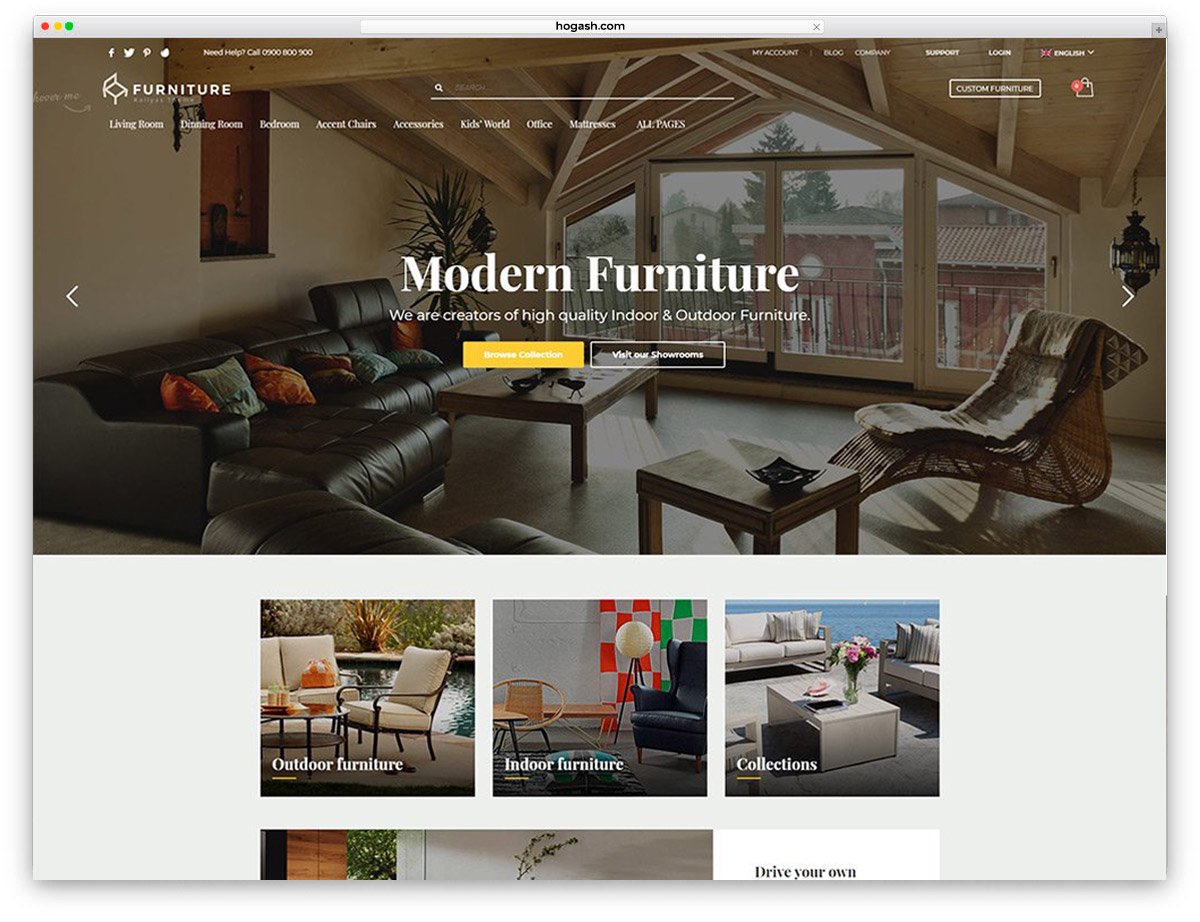 hogash.com
Need Help? Call 0900 800 900
MY ACCOUNT | BLOG COMPANY SUPPORT LOGIN ENGLISH
hover me
FURNITURE
Kallyas Theme
SEARCH
CUSTOM FURNITURE
0
Living Room Dinning Room Bedroom Accent Chairs Accessories Kids' World Office Mattresses ALL PAGES
Modern Furniture
We are creators of high quality Indoor & Outdoor Furniture.
Browse Collection Visit our Showrooms
Outdoor furniture Indoor furniture Collections
Drive your own